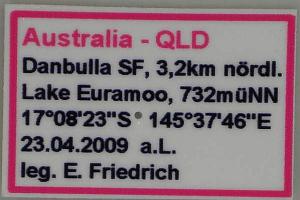 Australia - QLD
Danbulla SF, 3,2km nördl.
Lake Euramoo, 732müNN
17°08'23"S 145°37'46"E
23.04.2009 a.L.
leg. E. Friedrich